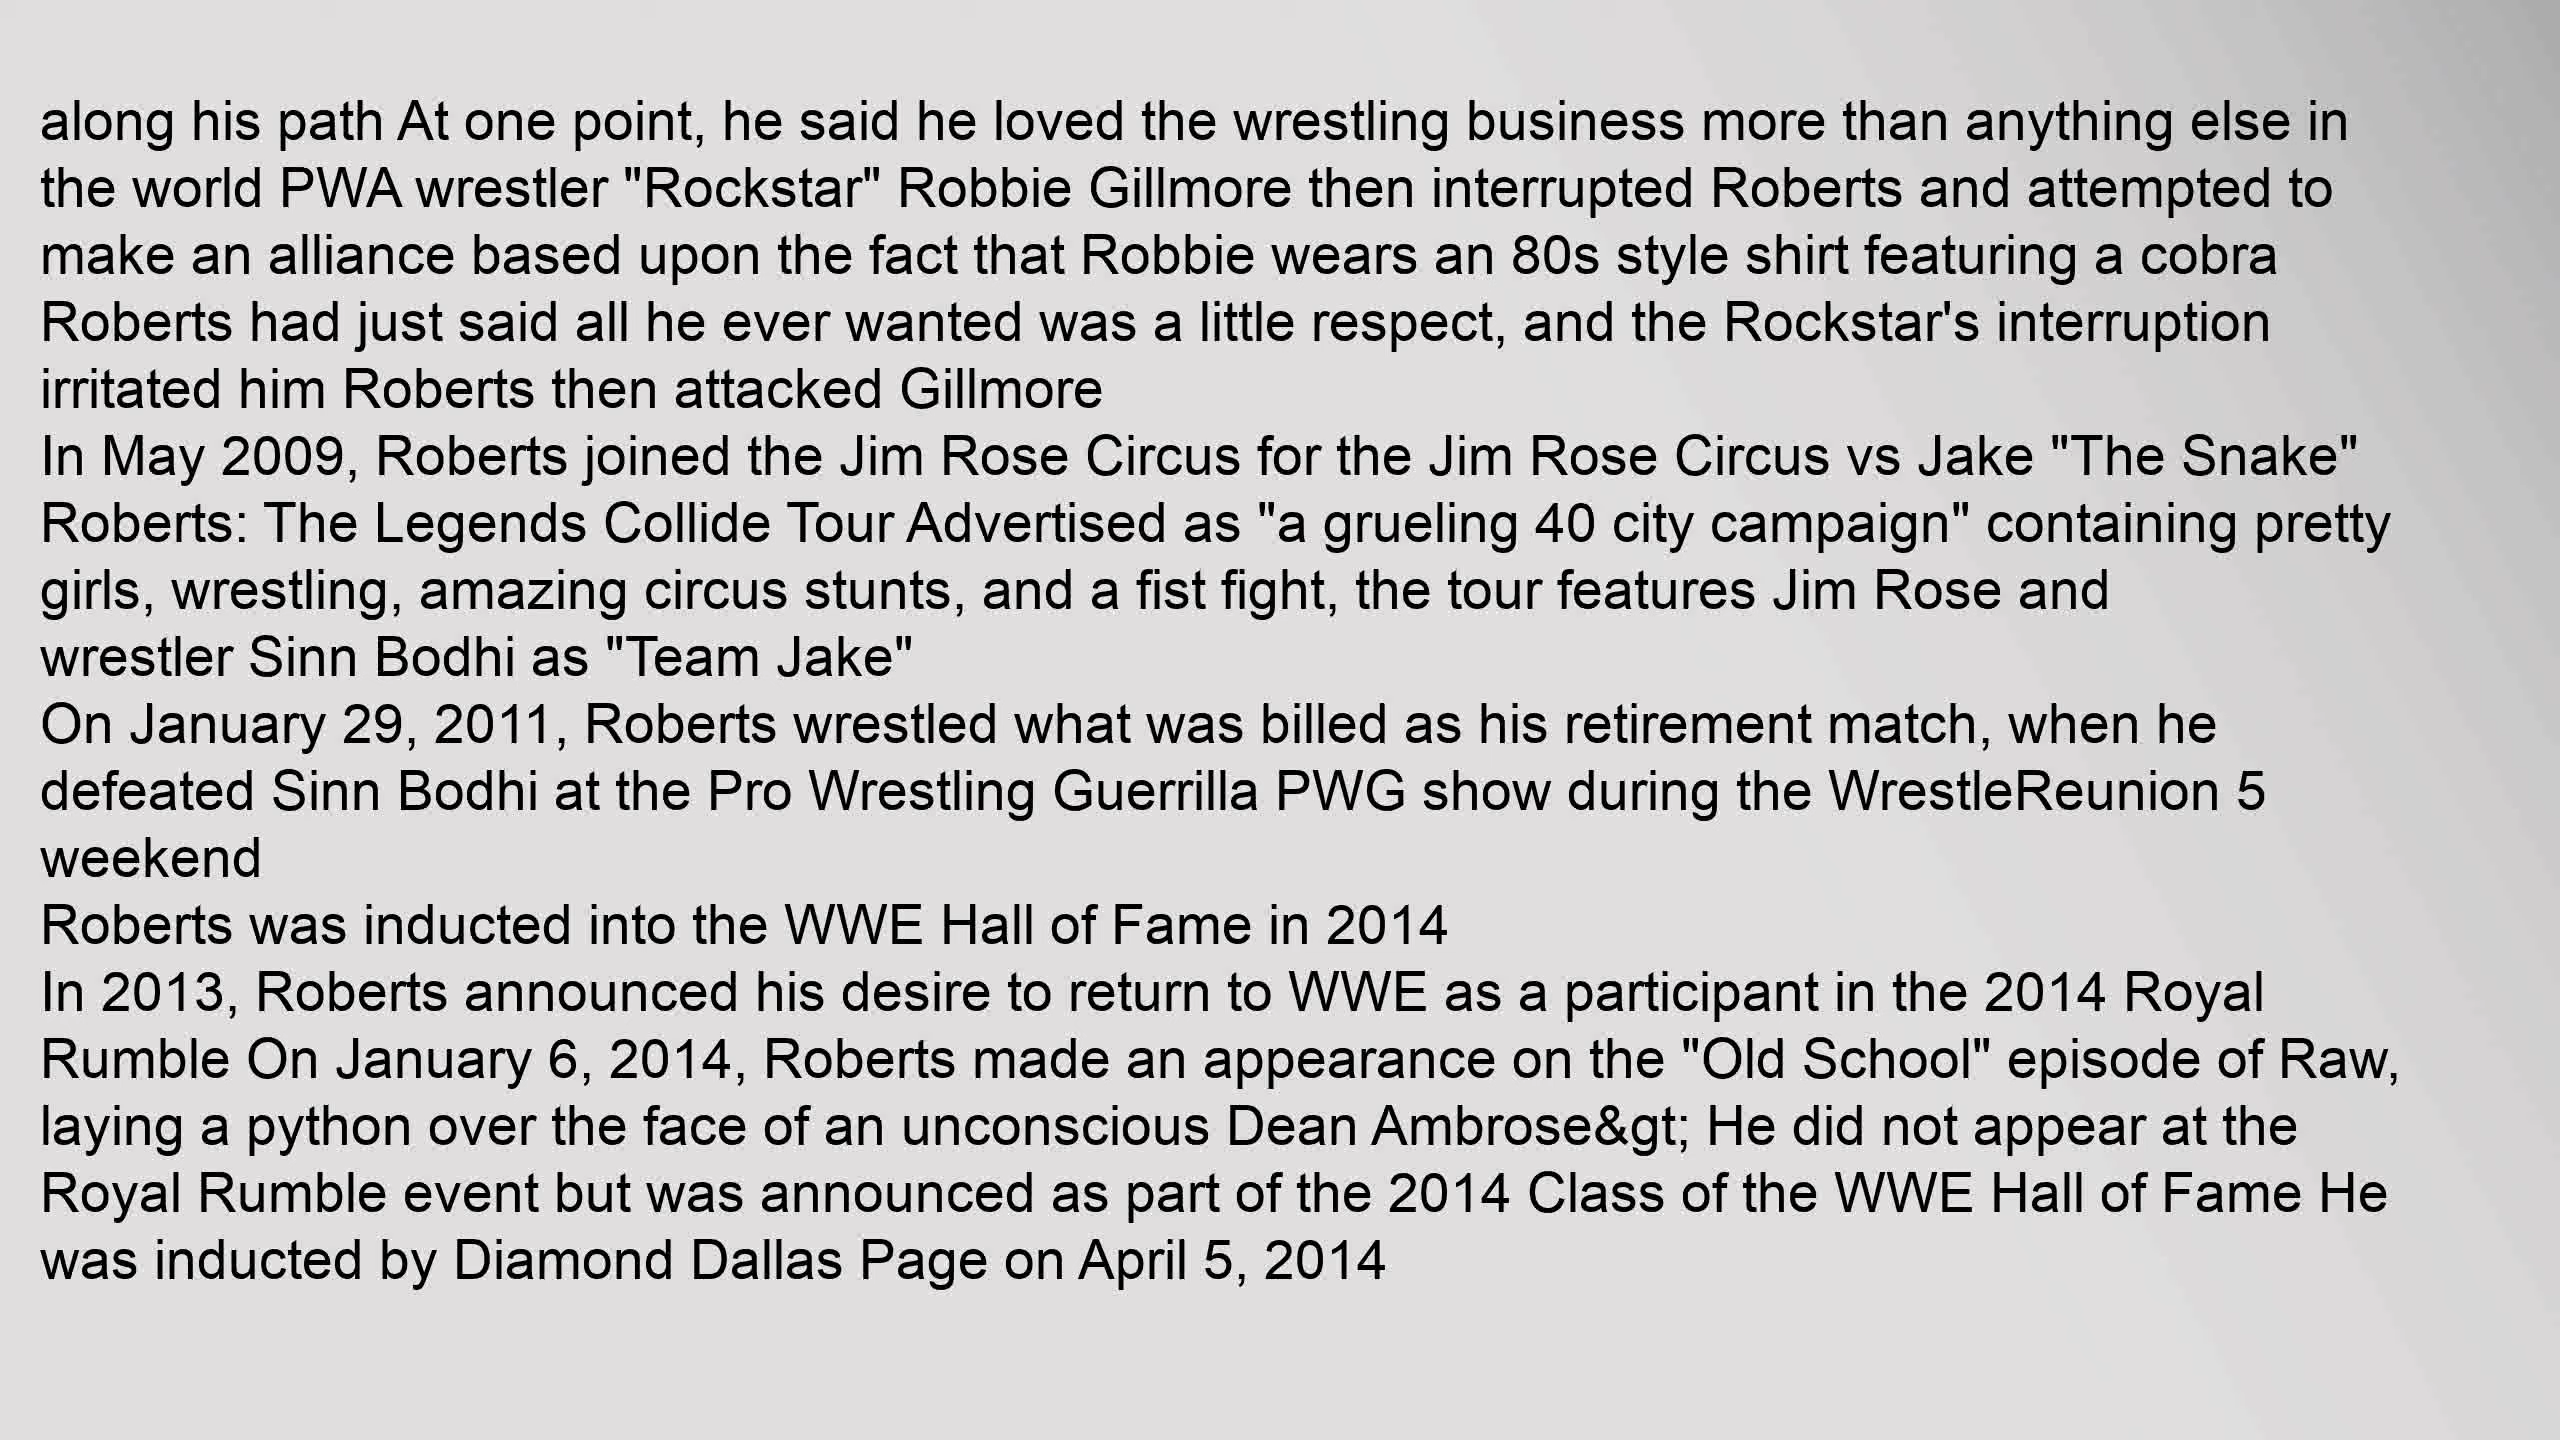 along his path At one point, he said he loved the wrestling business more than anything else in
the world PWA wrestler "Rockstar" Robbie Gillmore then interrupted Roberts and attempted to
make an alliance based upon the fact that Robbie wears an 80s style shirt featuring a cobra
Roberts had just said all he ever wanted was a little respect, and the Rockstar's interruption
irritated him Roberts then attacked Gillmore
In May 2009, Roberts joined the Jim Rose Circus for the Jim Rose Circus vs Jake "The Snake"
Roberts: The Legends Collide Tour Advertised as "a grueling 40 city campaign" containing pretty
girls, wrestling, amazing circus stunts, and a fist fight, the tour features Jim Rose and
wrestler Sinn Bodhi as "Team Jake"
On January 29, 2011, Roberts wrestled what was billed as his retirement match, when he
defeated Sinn Bodhi at the Pro Wrestling Guerrilla PWG show during the WrestleReunion 5
weekend
Roberts was inducted into the WWE Hall of Fame in 2014
In 2013, Roberts announced his desire to return to WWE as a participant in the 2014 Royal
Rumble On January 6, 2014, Roberts made an appearance on the "Old School" episode of Raw,
laying a python over the face of an unconscious Dean Ambrose&gt; He did not appear at the
Royal Rumble event but was announced as part of the 2014 Class of the WWE Hall of Fame He
was inducted by Diamond Dallas Page on April 5, 2014